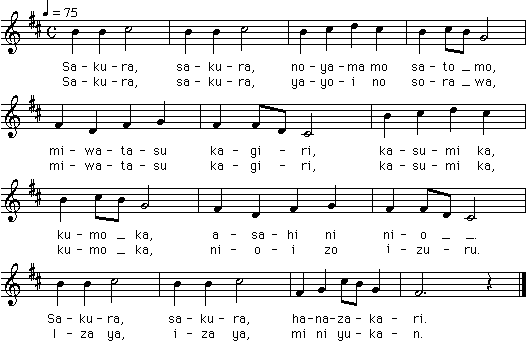 ♩ = 75
Sa - ku - ra, sa - ku - ra, no - ya - ma mo sa - to _ mo,
Sa - ku - ra, sa - ku - ra, ya - yo - i no so - ra _ wa,
mi - wa - ta - su ka - gi - ri, ka - su - mi ka,
mi - wa - ta - su ka - gi - ri, ka - su - mi ka,
ku - mo _ ka, a - sa - hi ni ni - o _ _.
ku - mo _ ka, ni - o - i zo i - zu - ru.
Sa - ku - ra, sa - ku - ra, ha - na - za - ka - ri.
I - za ya, i - za ya, mi ni yu - ka - n.